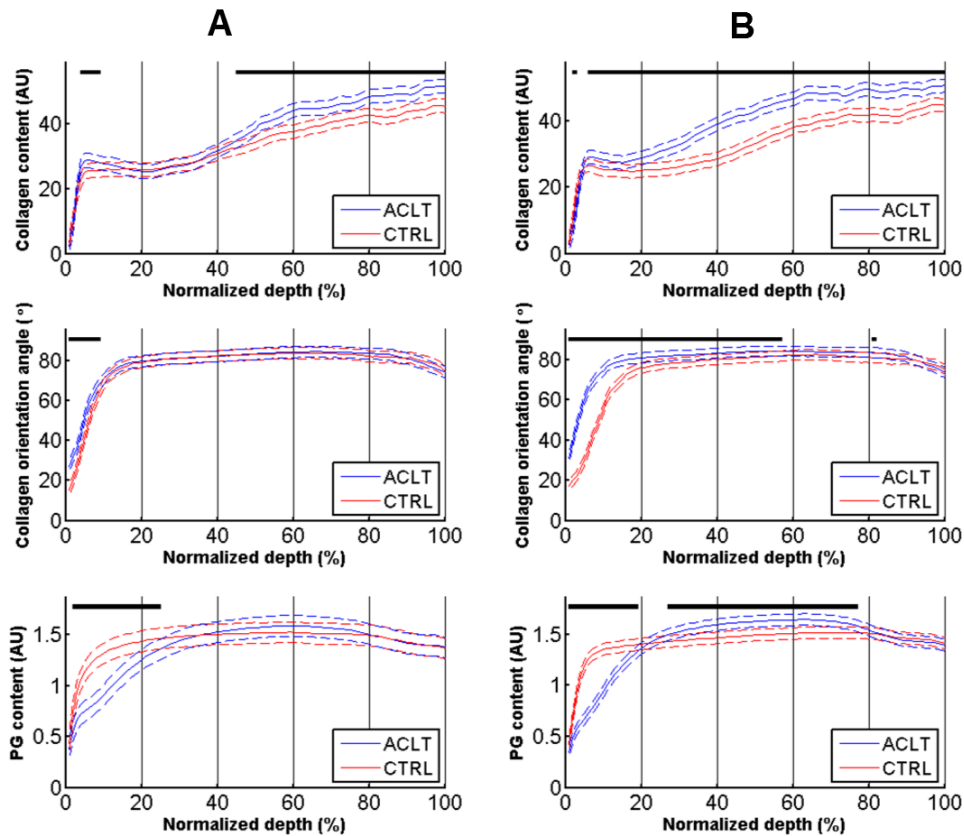 A
B
Collagen content (AU)
40
20
0
0 20 40 60 80 100
Normalized depth (%)
ACLT
CTRL
Collagen content (AU)
40
20
0
0 20 40 60 80 100
Normalized depth (%)
ACLT
CTRL
Collagen orientation angle (°)
80
60
40
20
0
0 20 40 60 80 100
Normalized depth (%)
ACLT
CTRL
Collagen orientation angle (°)
80
60
40
20
0
0 20 40 60 80 100
Normalized depth (%)
ACLT
CTRL
PG content (AU)
1.5
1
0.5
0
0 20 40 60 80 100
Normalized depth (%)
ACLT
CTRL
PG content (AU)
1.5
1
0.5
0
0 20 40 60 80 100
Normalized depth (%)
ACLT
CTRL